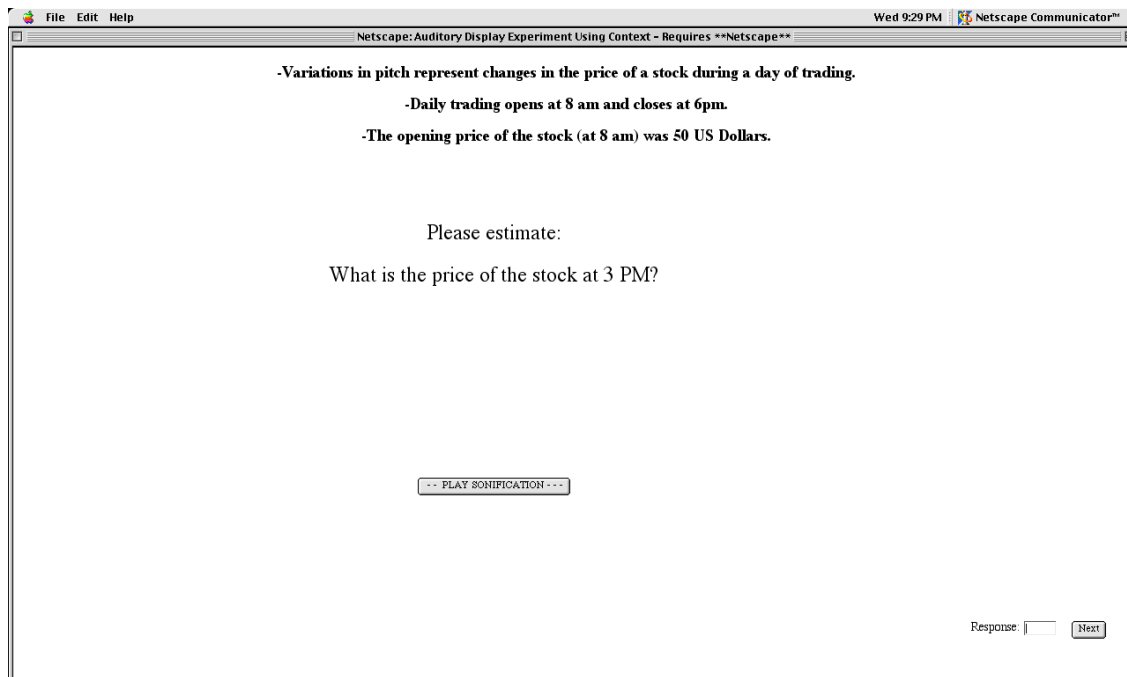 File Edit Help Wed 9:29 PM Netscape Communicator™
Netscape: Auditory Display Experiment Using Context - Requires **Netscape**
-Variations in pitch represent changes in the price of a stock during a day of trading.
-Daily trading opens at 8 am and closes at 6pm.
-The opening price of the stock (at 8 am) was 50 US Dollars.
Please estimate:
What is the price of the stock at 3 PM?
-- PLAY SONIFICATION ---
Response: Next